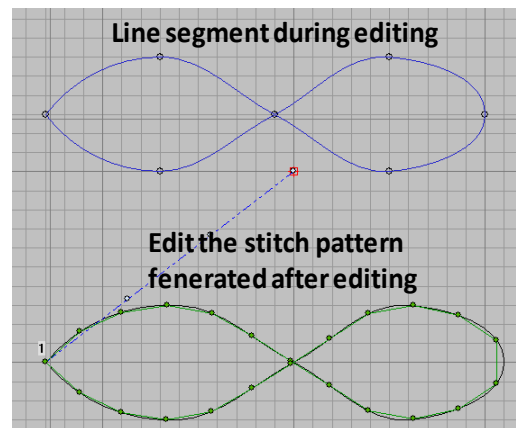 Line segment during editing
Edit the stitch pattern
fenerated after editing
1